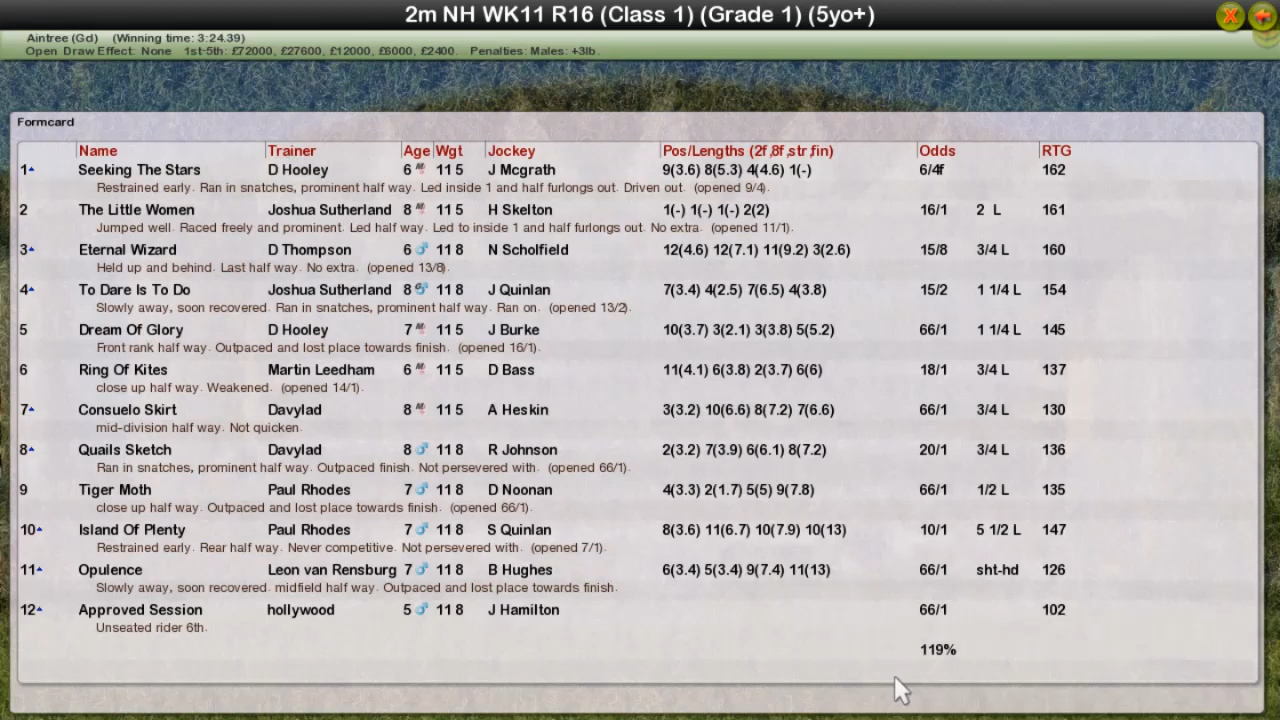 2m NH WK11 R16 (Class 1) (Grade 1) (5yo+)
Aintree (Gd) (Winning time: 3:24.39)
Open Draw Effect: None 1st-5th: £72000, £27600, £12000, £6000, £2400. Penalties: Males: +3lb.
Formcard
Name Trainer Age Wgt Jockey Pos/Lengths (2f,8f,str,fin) Odds RTG
1 Seeking The Stars D Hooley 6 11 5 J Mcgrath 9(3.6) 8(5.3) 4(4.6) 1(-) 6/4f 162
Restrained early. Ran in snatches, prominent half way. Led inside 1 and half furlongs out. Driven out. (opened 9/4).
2 The Little Women Joshua Sutherland 8 11 5 H Skelton 1(-) 1(-) 1(-) 2(2) 16/1 2 L 161
Jumped well. Raced freely and prominent. Led half way. Led to inside 1 and half furlongs out. No extra. (opened 11/1).
3 Eternal Wizard D Thompson 6 11 8 N Scholfield 12(4.6) 12(7.1) 11(9.2) 3(2.6) 15/8 3/4 L 160
Held up and behind. Last half way. No extra. (opened 13/8).
4 To Dare Is To Do Joshua Sutherland 8 11 8 J Quinlan 7(3.4) 4(2.5) 7(6.5) 4(3.8) 15/2 1 1/4 L 154
Slowly away, soon recovered. Ran in snatches, prominent half way. Ran on. (opened 13/2).
5 Dream Of Glory D Hooley 7 11 5 J Burke 10(3.7) 3(2.1) 3(3.8) 5(5.2) 66/1 1 1/4 L 145
Front rank half way. Outpaced and lost place towards finish. (opened 16/1).
6 Ring Of Kites Martin Leedham 6 11 5 D Bass 11(4.1) 6(3.8) 2(3.7) 6(6) 18/1 3/4 L 137
close up half way. Weakened. (opened 14/1).
7 Consuelo Skirt Davylad 8 11 5 A Heskin 3(3.2) 10(6.6) 8(7.2) 7(6.6) 66/1 3/4 L 130
mid-division half way. Not quicken.
8 Quails Sketch Davylad 8 11 8 R Johnson 2(3.2) 7(3.9) 6(6.1) 8(7.2) 20/1 3/4 L 136
Ran in snatches, prominent half way. Outpaced finish. Not persevered with. (opened 66/1).
9 Tiger Moth Paul Rhodes 7 11 8 D Noonan 4(3.3) 2(1.7) 5(5) 9(7.8) 66/1 1/2 L 135
close up half way. Outpaced and lost place towards finish. (opened 66/1).
10 Island Of Plenty Paul Rhodes 7 11 8 S Quinlan 8(3.6) 11(6.7) 10(7.9) 10(13) 10/1 5 1/2 L 147
Restrained early. Rear half way. Never competitive. Not persevered with. (opened 7/1).
11 Opulence Leon van Rensburg 7 11 8 B Hughes 6(3.4) 5(3.4) 9(7.4) 11(13) 66/1 sht-hd 126
Slowly away, soon recovered. midfield half way. Outpaced and lost place towards finish.
12 Approved Session hollywood 5 11 8 J Hamilton 66/1 102
Unseated rider 6th.
119%